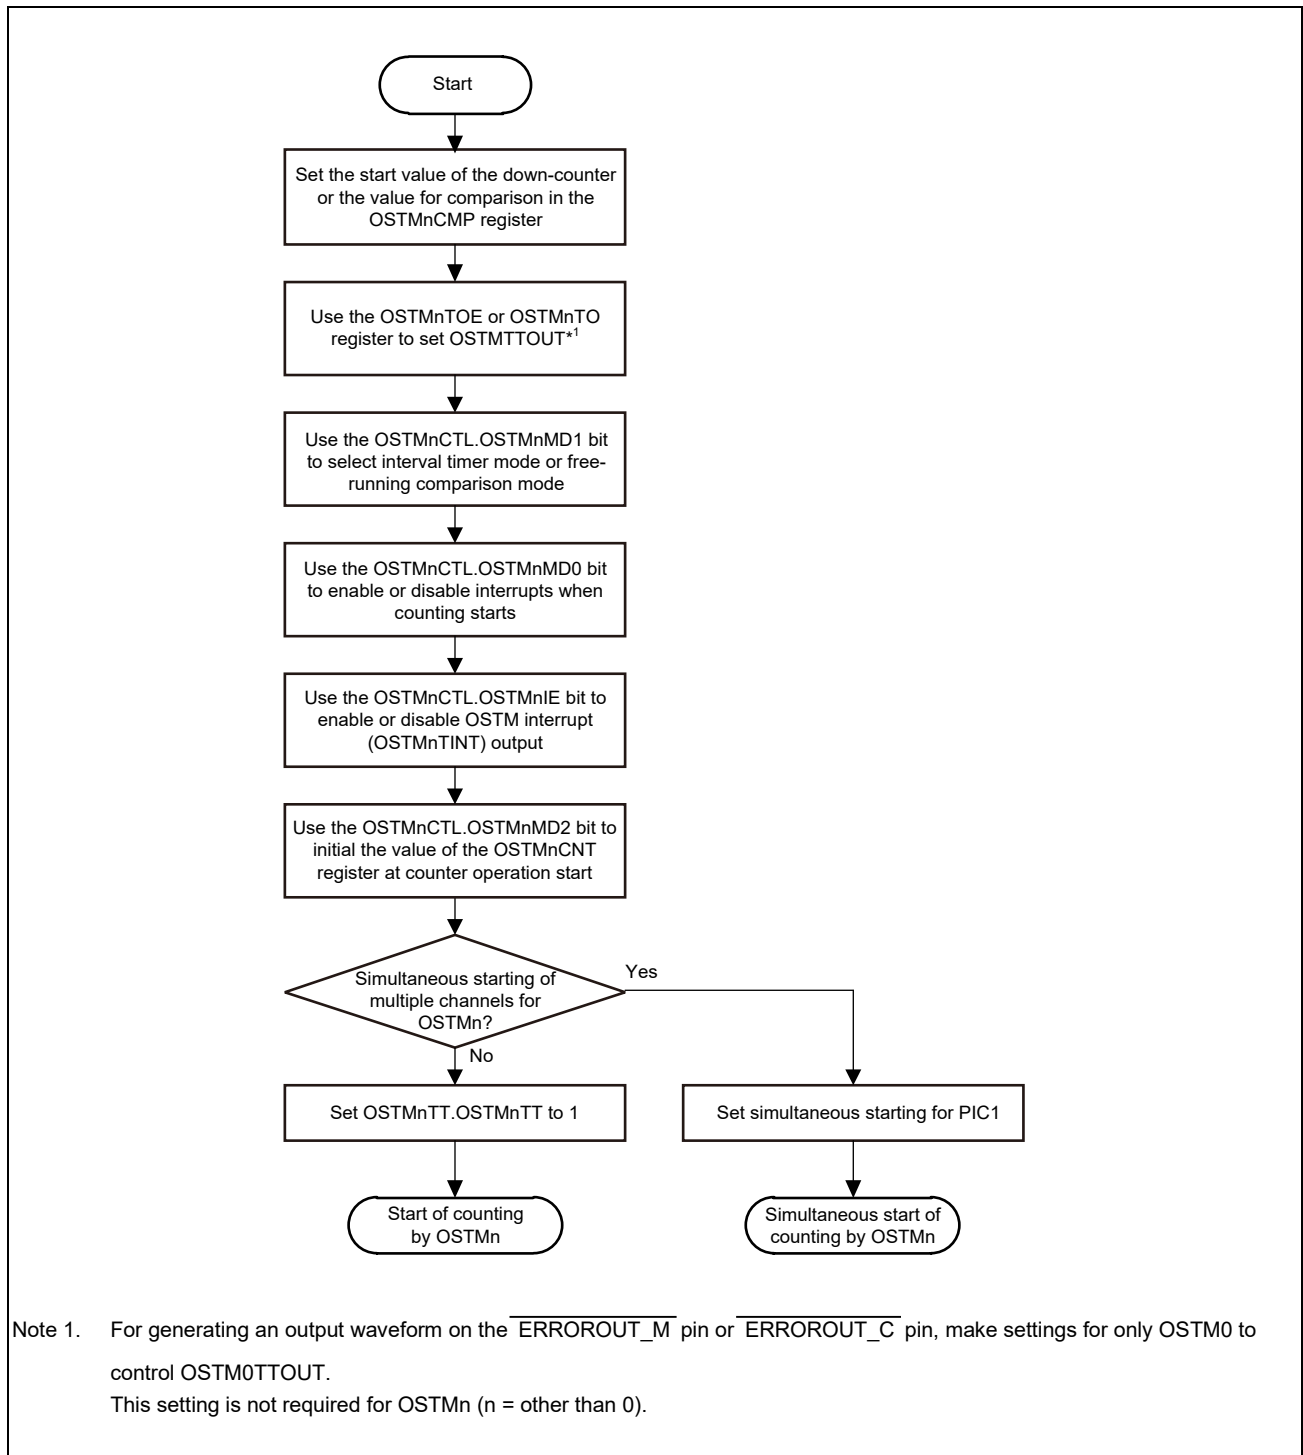 Start
Set the start value of the down-counter
or the value for comparison in the
OSTMnCMP register
Use the OSTMnTOE or OSTMnTO
register to set OSTMTTOUT*1
Use the OSTMnCTL.OSTMnMD1 bit
to select interval timer mode or free-
running comparison mode
Use the OSTMnCTL.OSTMnMD0 bit
to enable or disable interrupts when
counting starts
Use the OSTMnCTL.OSTMnIE bit to
enable or disable OSTM interrupt
(OSTMnTINT) output
Use the OSTMnCTL.OSTMnMD2 bit to
initial the value of the OSTMnCNT
register at counter operation start
Simultaneous starting of
multiple channels for
OSTMn?
Yes
No
Set OSTMnTT.OSTMnTT to 1
Set simultaneous starting for PIC1
Start of counting
by OSTMn
Simultaneous start of
counting by OSTMn
Note 1. For generating an output waveform on the ERROROUT_M pin or ERROROUT_C pin, make settings for only OSTM0 to
control OSTM0TTOUT.
This setting is not required for OSTMn (n = other than 0).